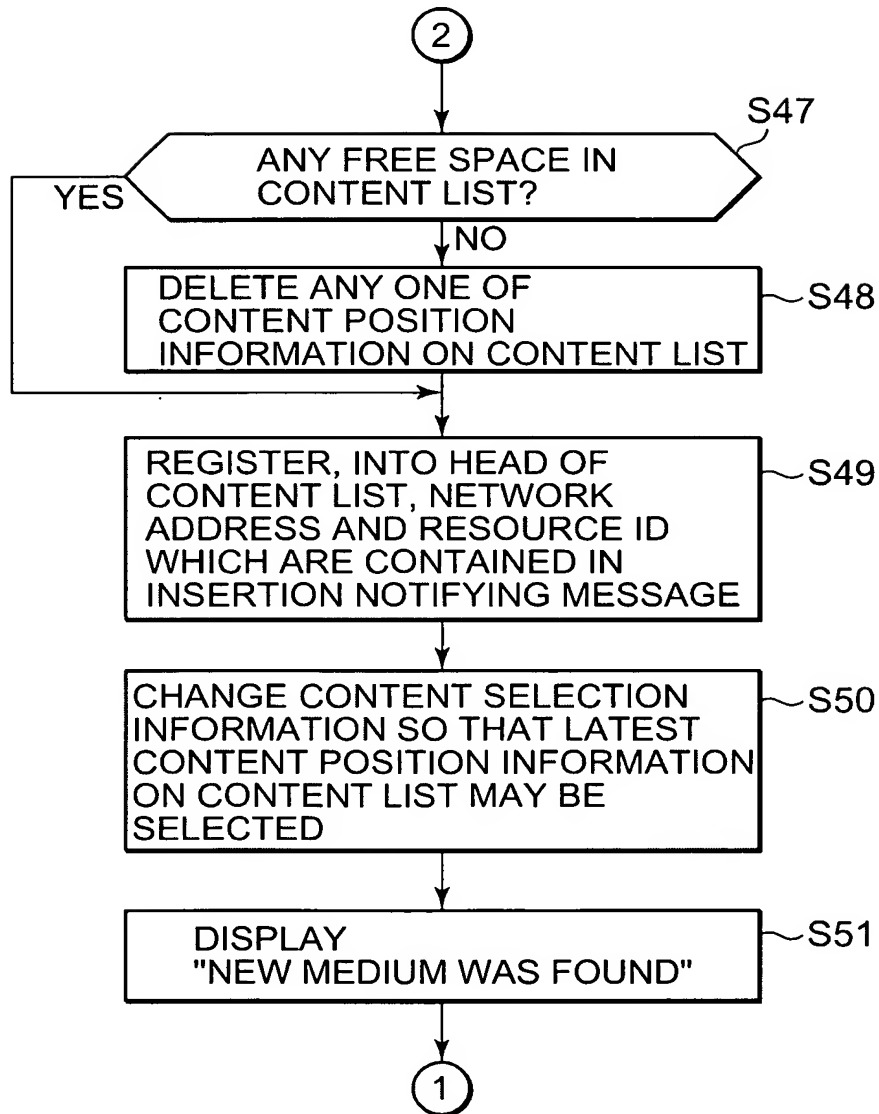 2
S47
ANY FREE SPACE IN
CONTENT LIST?
YES
NO
DELETE ANY ONE OF
CONTENT POSITION
INFORMATION ON CONTENT LIST
S48
REGISTER, INTO HEAD OF
CONTENT LIST, NETWORK
ADDRESS AND RESOURCE ID
WHICH ARE CONTAINED IN
INSERTION NOTIFYING MESSAGE
S49
CHANGE CONTENT SELECTION
INFORMATION SO THAT LATEST
CONTENT POSITION INFORMATION
ON CONTENT LIST MAY BE
SELECTED
S50
DISPLAY
"NEW MEDIUM WAS FOUND"
S51
1